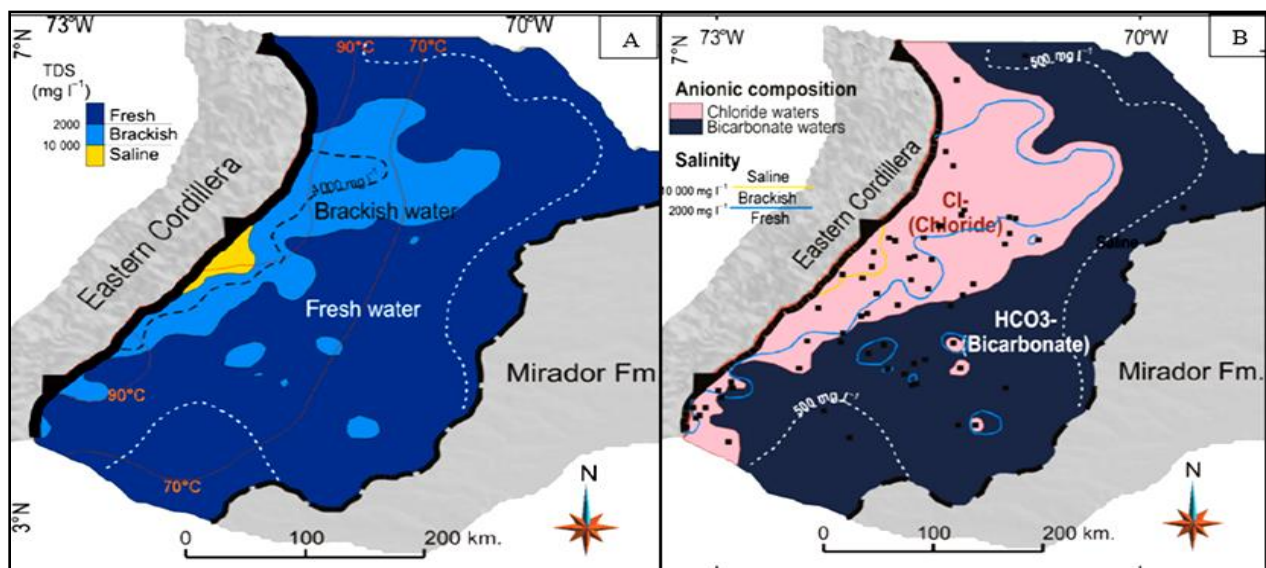 73°W
70°W
A
7°N
90°C
70°C
TDS
(mg l⁻¹)
Fresh
2000
Brackish
10 000
Saline
Eastern Cordillera
Brackish water
Fresh water
Mirador Fm
90°C
70°C
3°N
N
0 100 200 km.
73°W
70°W
B
7°N
500 mg l⁻¹
Anionic composition
Chloride waters
Bicarbonate waters
Salinity
Saline
10 000 mg l⁻¹
Brackish
2000 mg l⁻¹
Fresh
Eastern Cordillera
Cl-
(Chloride)
Saline
HCO3-
(Bicarbonate)
Mirador Fm.
500 mg l⁻¹
N
0 100 200 km.